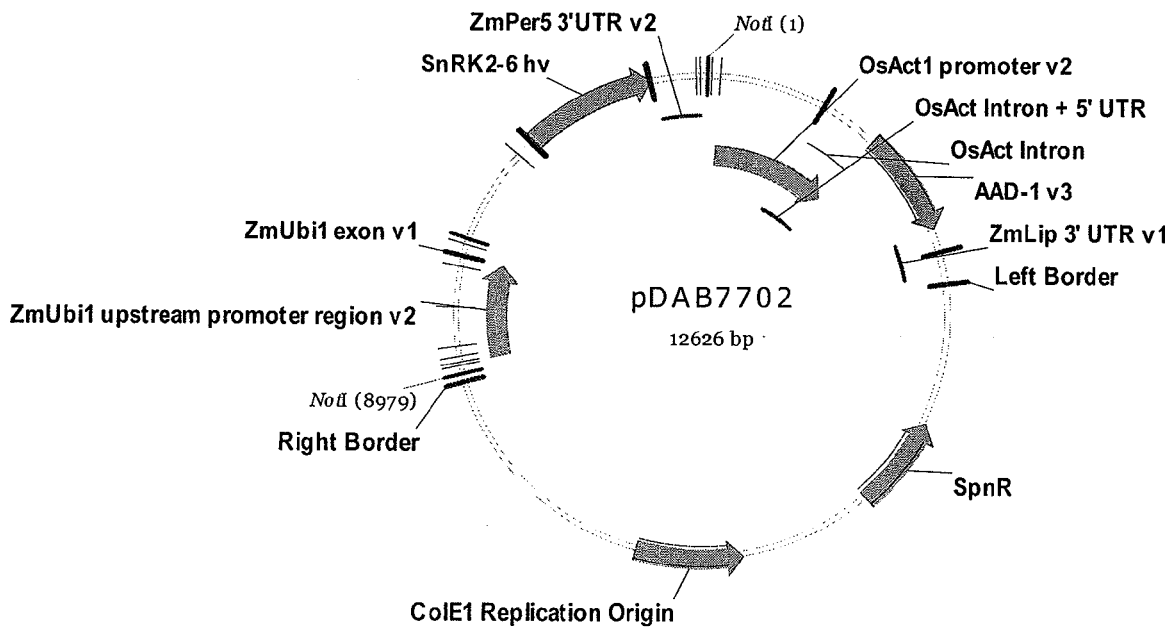 ZmPer5 3'UTR v2
NotI (1)
SnRK2-6 hv
OsAct1 promoter v2
OsAct Intron + 5' UTR
OsAct Intron
AAD-1 v3
ZmUbi1 exon v1
ZmLip 3' UTR v1
Left Border
pDAB7702
12626 bp
ZmUbi1 upstream promoter region v2
NotI (8979)
Right Border
SpnR
ColE1 Replication Origin